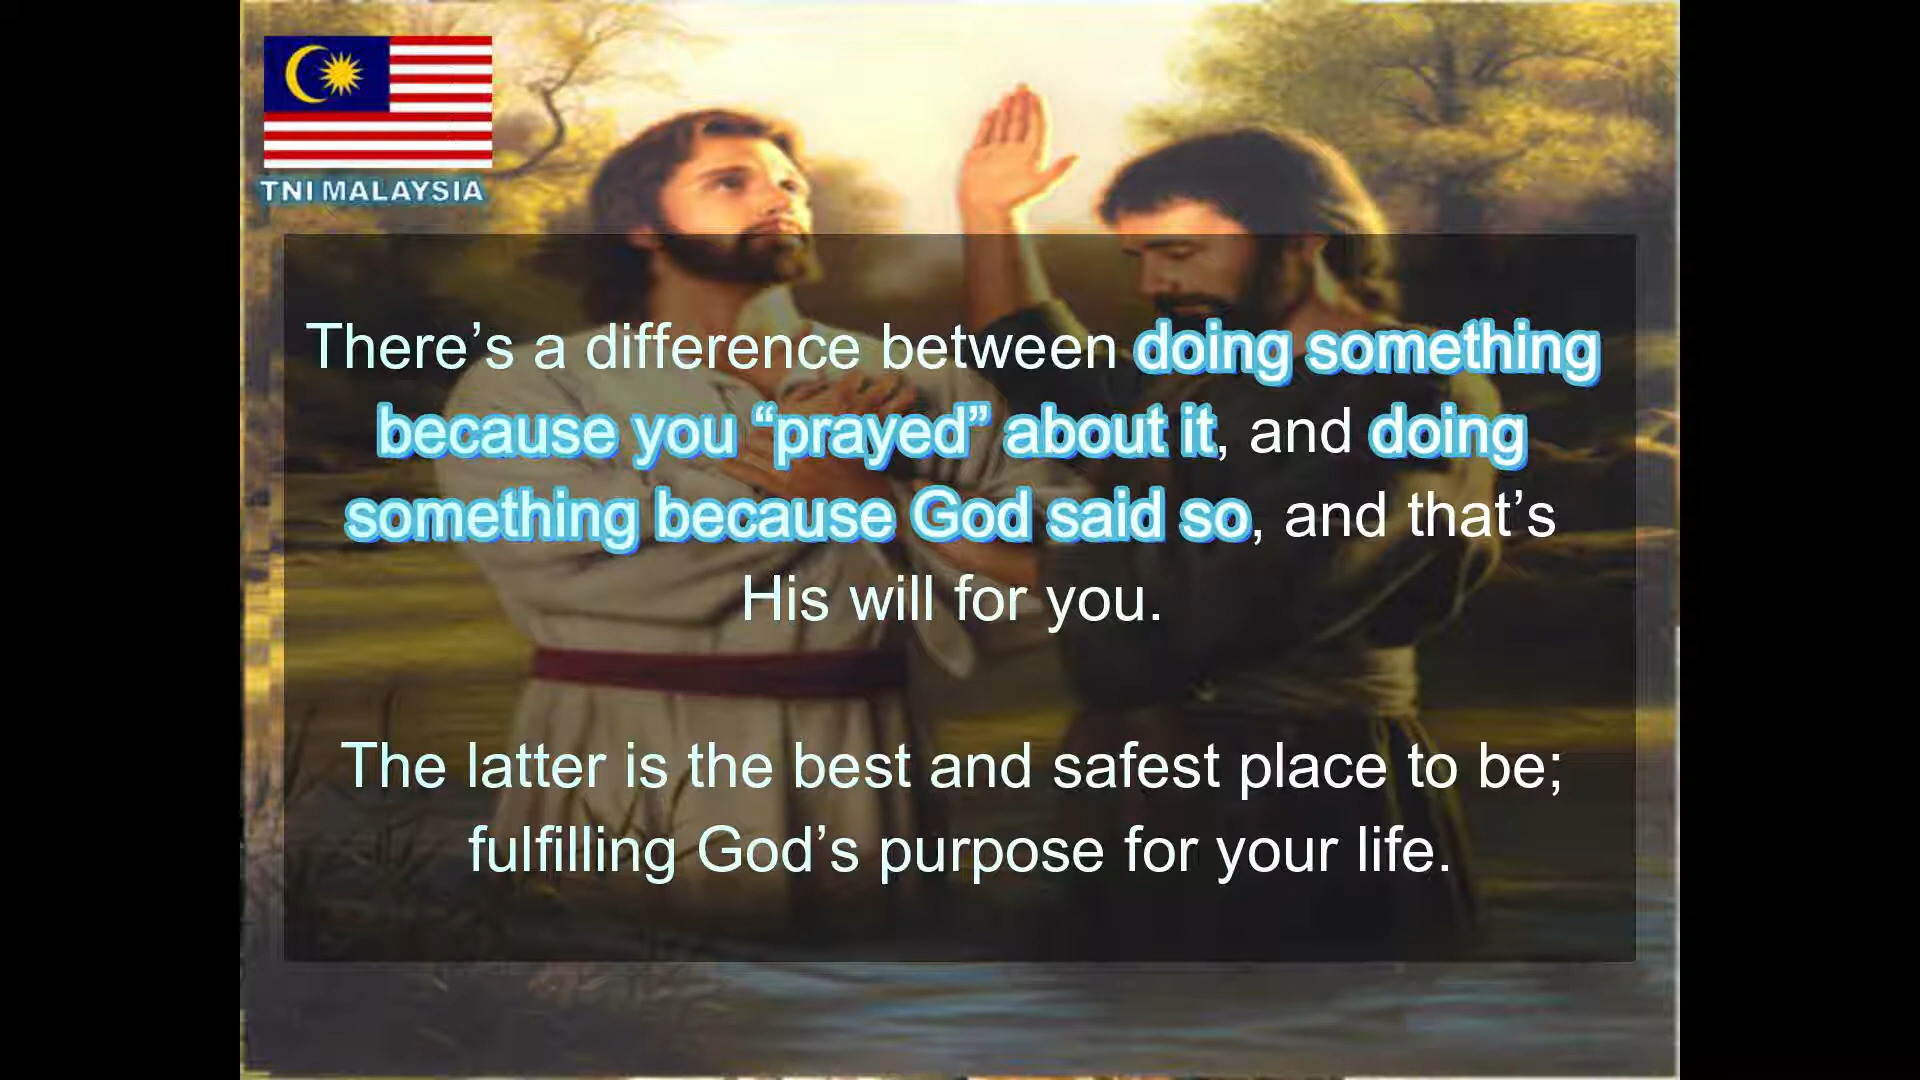 TNI MALAYSIA
There’s a difference between doing something
because you “prayed” about it, and doing
something because God said so, and that’s
His will for you.
The latter is the best and safest place to be;
fulfilling God’s purpose for your life.